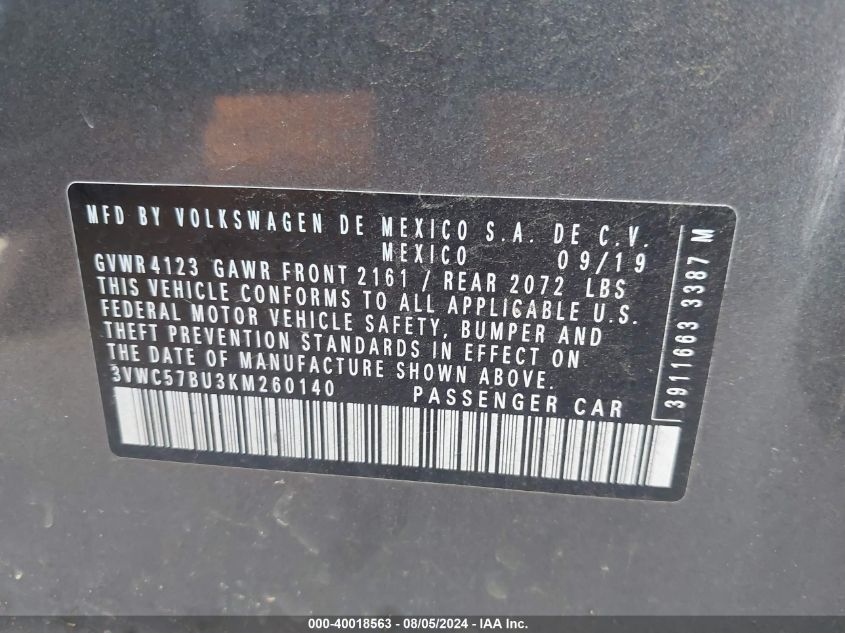 MFD BY VOLKSWAGEN DE MEXICO S.A. DE C.V.
MEXICO 09/19
GVWR4123 GAWR FRONT 2161 / REAR 2072 LBS
THIS VEHICLE CONFORMS TO ALL APPLICABLE U.S.
FEDERAL MOTOR VEHICLE SAFETY, BUMPER AND
THEFT PREVENTION STANDARDS IN EFFECT ON
THE DATE OF MANUFACTURE SHOWN ABOVE.
3VWC57BU3KM260140 PASSENGER CAR
3911663 3387 M
000-40018563 - 08/05/2024 - IAA Inc.